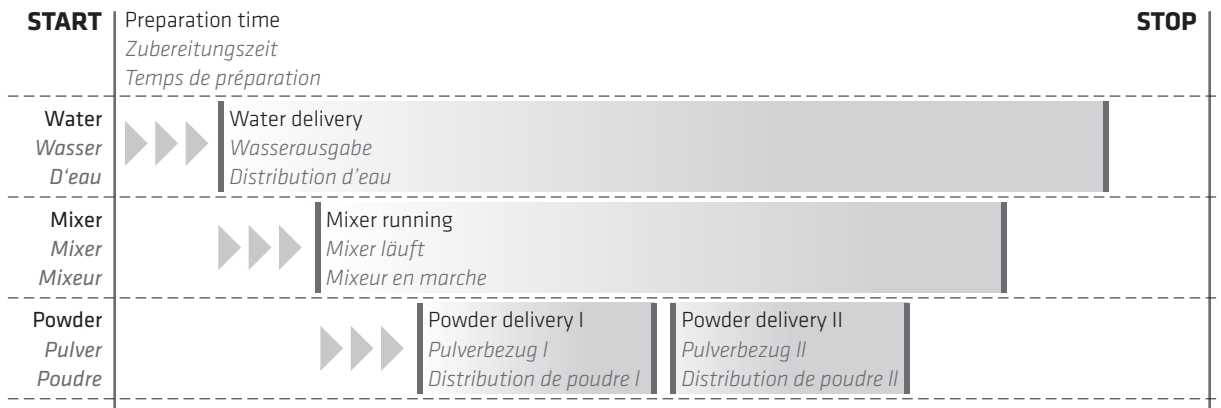 START
Preparation time
STOP
Zubereitungszeit
Temps de préparation
Water
Wasser
D‘eau
Water delivery
Wasserausgabe
Distribution d’eau
Mixer
Mixer
Mixeur
Mixer running
Mixer läuft
Mixeur en marche
Powder
Pulver
Poudre
Powder delivery I
Pulverbezug I
Distribution de poudre I
Powder delivery II
Pulverbezug II
Distribution de poudre II